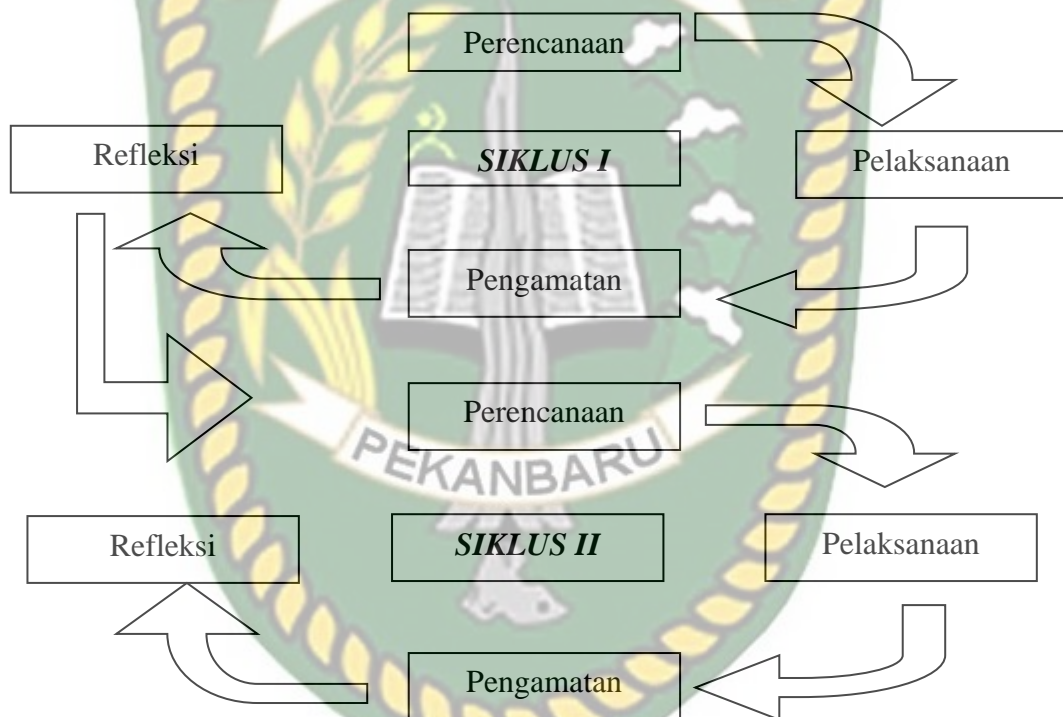 Perencanaan
Refleksi
SIKLUS I
Pelaksanaan
Pengamatan
Perencanaan
PEKANBARU
Refleksi
SIKLUS II
Pelaksanaan
Pengamatan